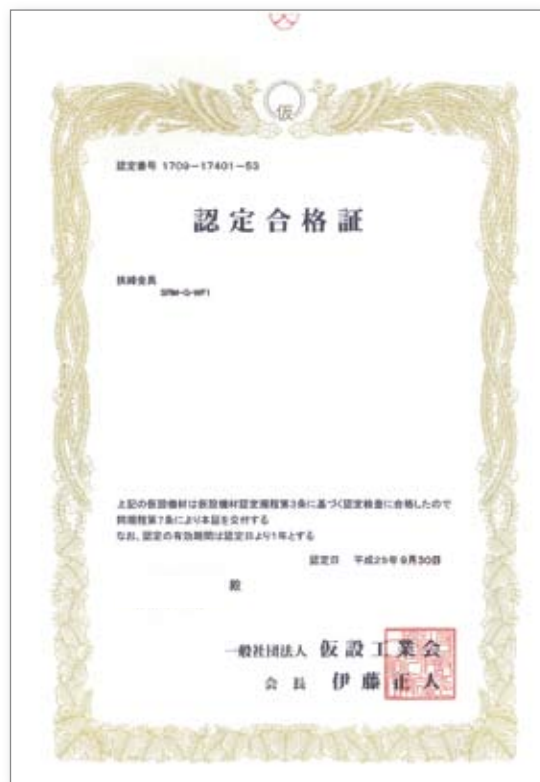 仮
認定番号 1709-17401-53
認定合格証
挟締金具
SRM-G-WF1
上記の仮設機材は仮設機材認定規程第3条に基づく認定検査に合格したので
同規程第7条により本証を交付する
なお、認定の有効期間は認定日より1年とする
認定日 平成29年9月30日
殿
一般社団法人 仮設工業会
会長 伊藤正人